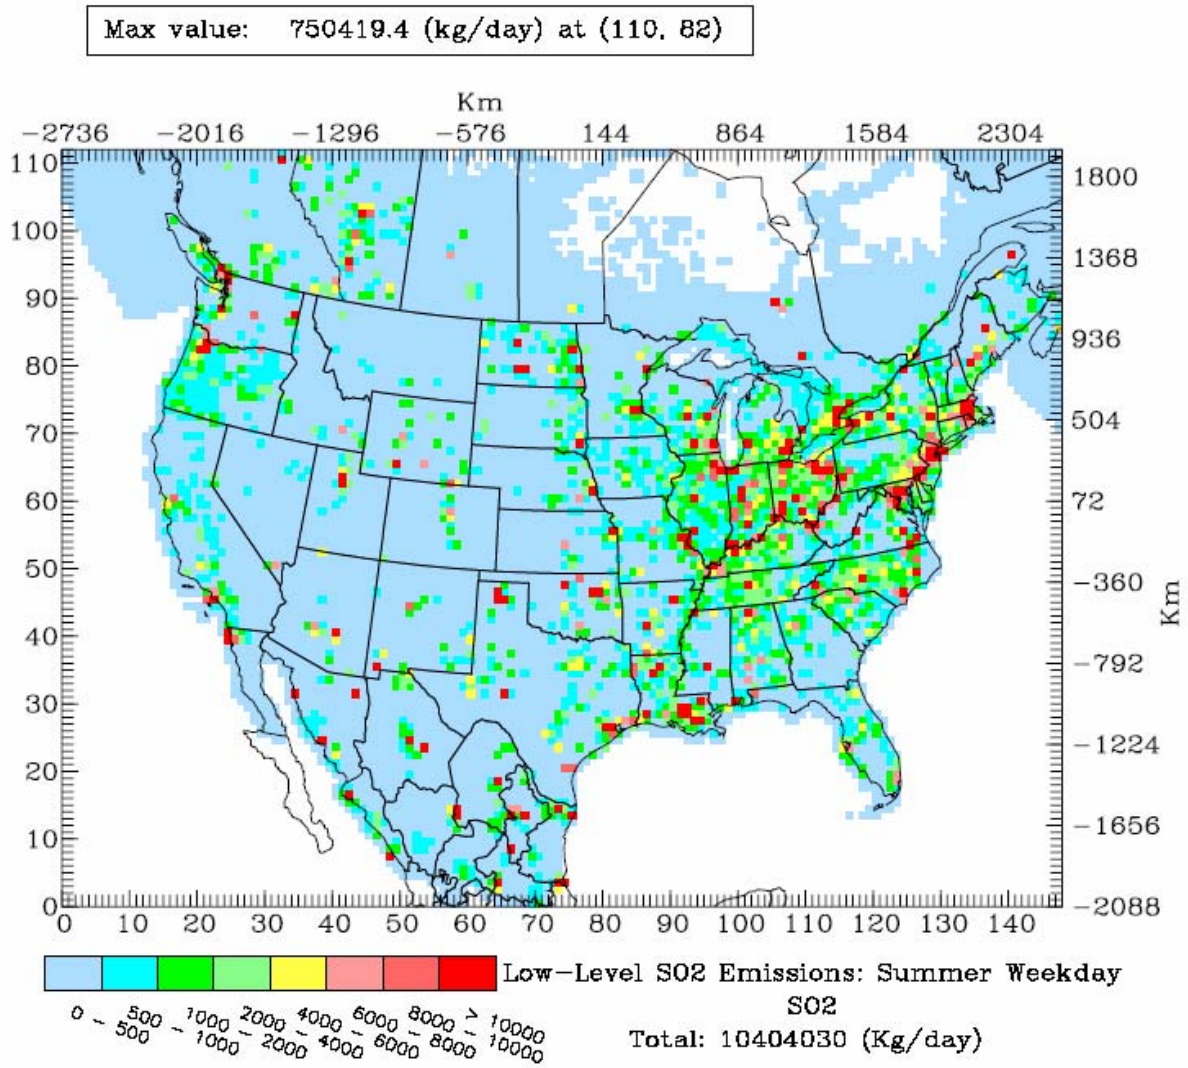 Max value: 750419.4 (kg/day) at (110, 82)
Km
-2736 -2016 -1296 -576 144 864 1584 2304
110
100
90
80
70
60
50
40
30
20
10
0
1800
1368
936
504
72
-360
-792
-1224
-1656
-2088
Km
0 10 20 30 40 50 60 70 80 90 100 110 120 130 140
0 - 500
500 - 1000
1000 - 2000
2000 - 4000
4000 - 6000
6000 - 8000
8000 - 10000
> 10000
Low-Level SO2 Emissions: Summer Weekday
SO2
Total: 10404030 (Kg/day)